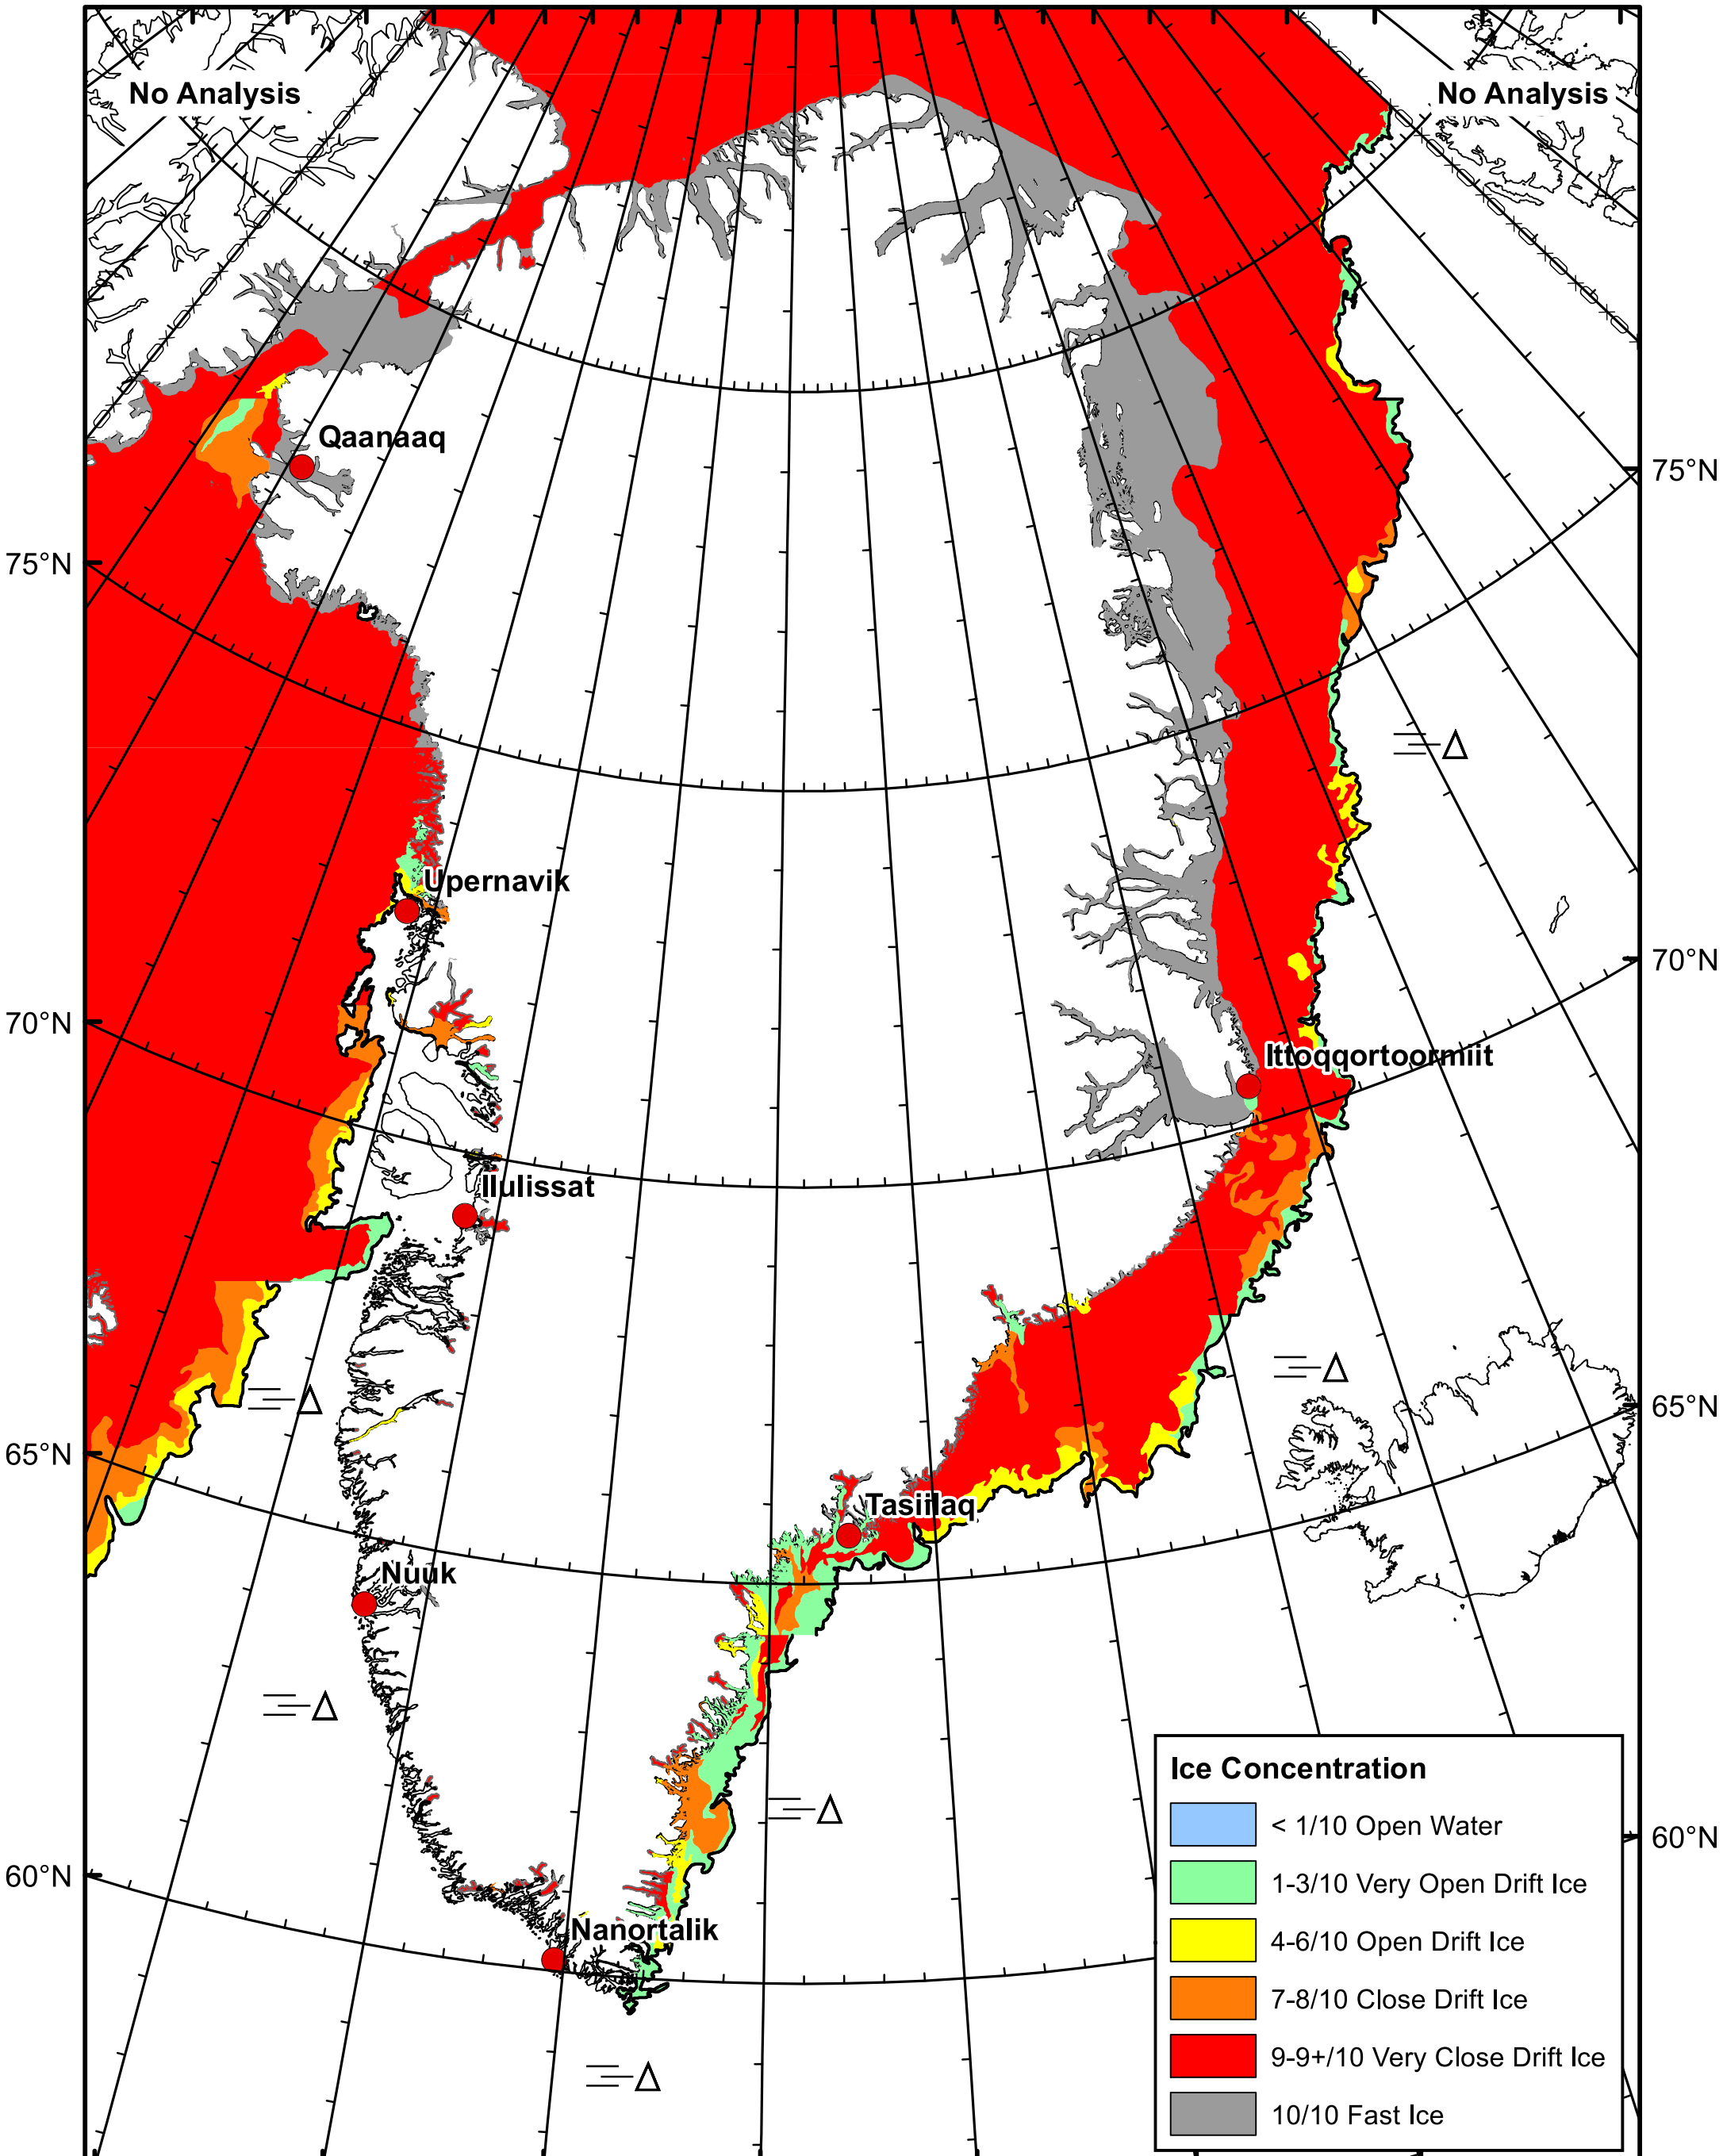 No Analysis
No Analysis
Qaanaaq
75°N
75°N
Upernavik
70°N
70°N
Ittoqqortoormiit
Ilulissat
65°N
65°N
Tasiilaq
Nuuk
60°N
60°N
Nanortalik
Ice Concentration
< 1/10 Open Water
1-3/10 Very Open Drift Ice
4-6/10 Open Drift Ice
7-8/10 Close Drift Ice
9-9+/10 Very Close Drift Ice
10/10 Fast Ice